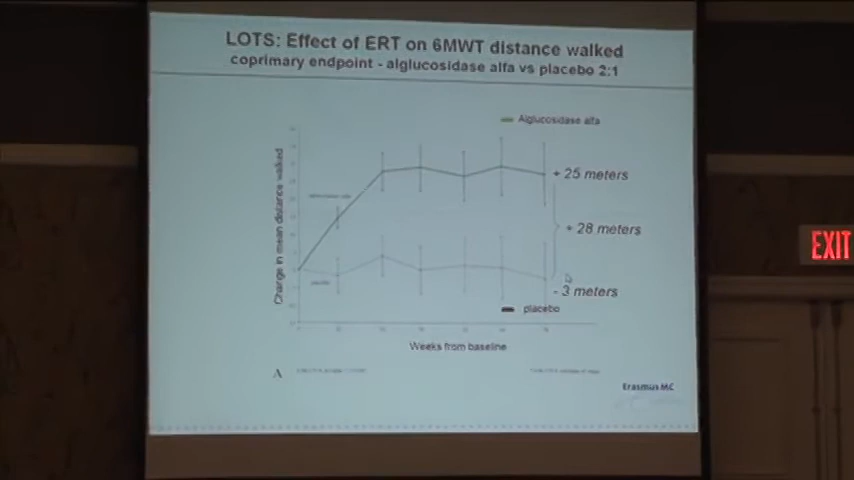 LOTS: Effect of ERT on 6MWT distance walked
coprimary endpoint - alglucosidase alfa vs placebo 2:1
Alglucosidase alfa
+ 25 meters
+ 28 meters
- 3 meters
placebo
Change in mean distance walked
Weeks from baseline
A
Erasmus MC
EXIT